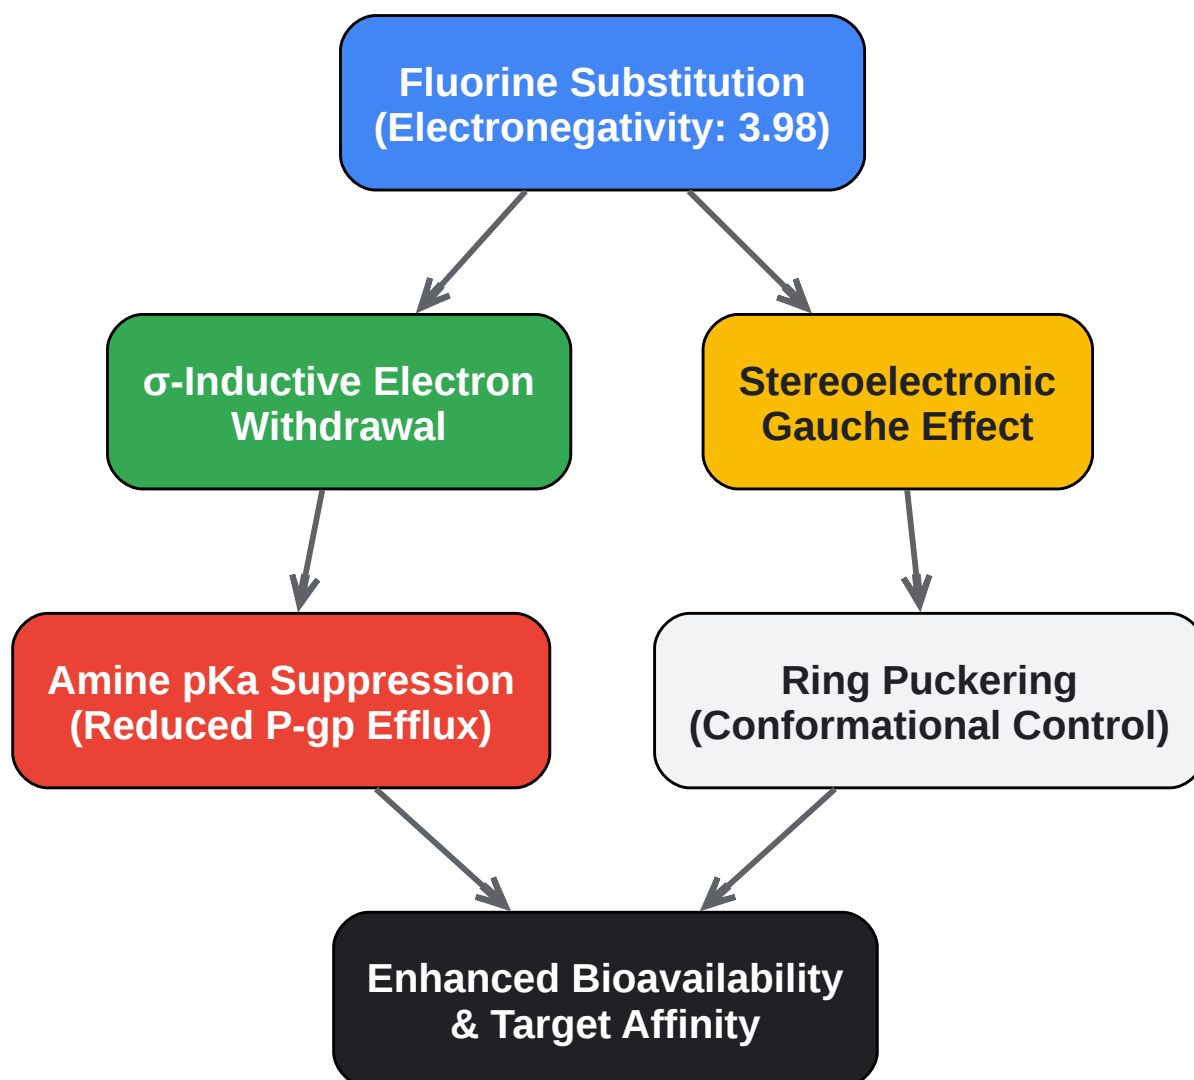 Fluorine Substitution
(Electronegativity: 3.98)
σ-Inductive Electron
Withdrawal
Stereoelectronic
Gauche Effect
Amine pKa Suppression
(Reduced P-gp Efflux)
Ring Puckering
(Conformational Control)
Enhanced Bioavailability
& Target Affinity